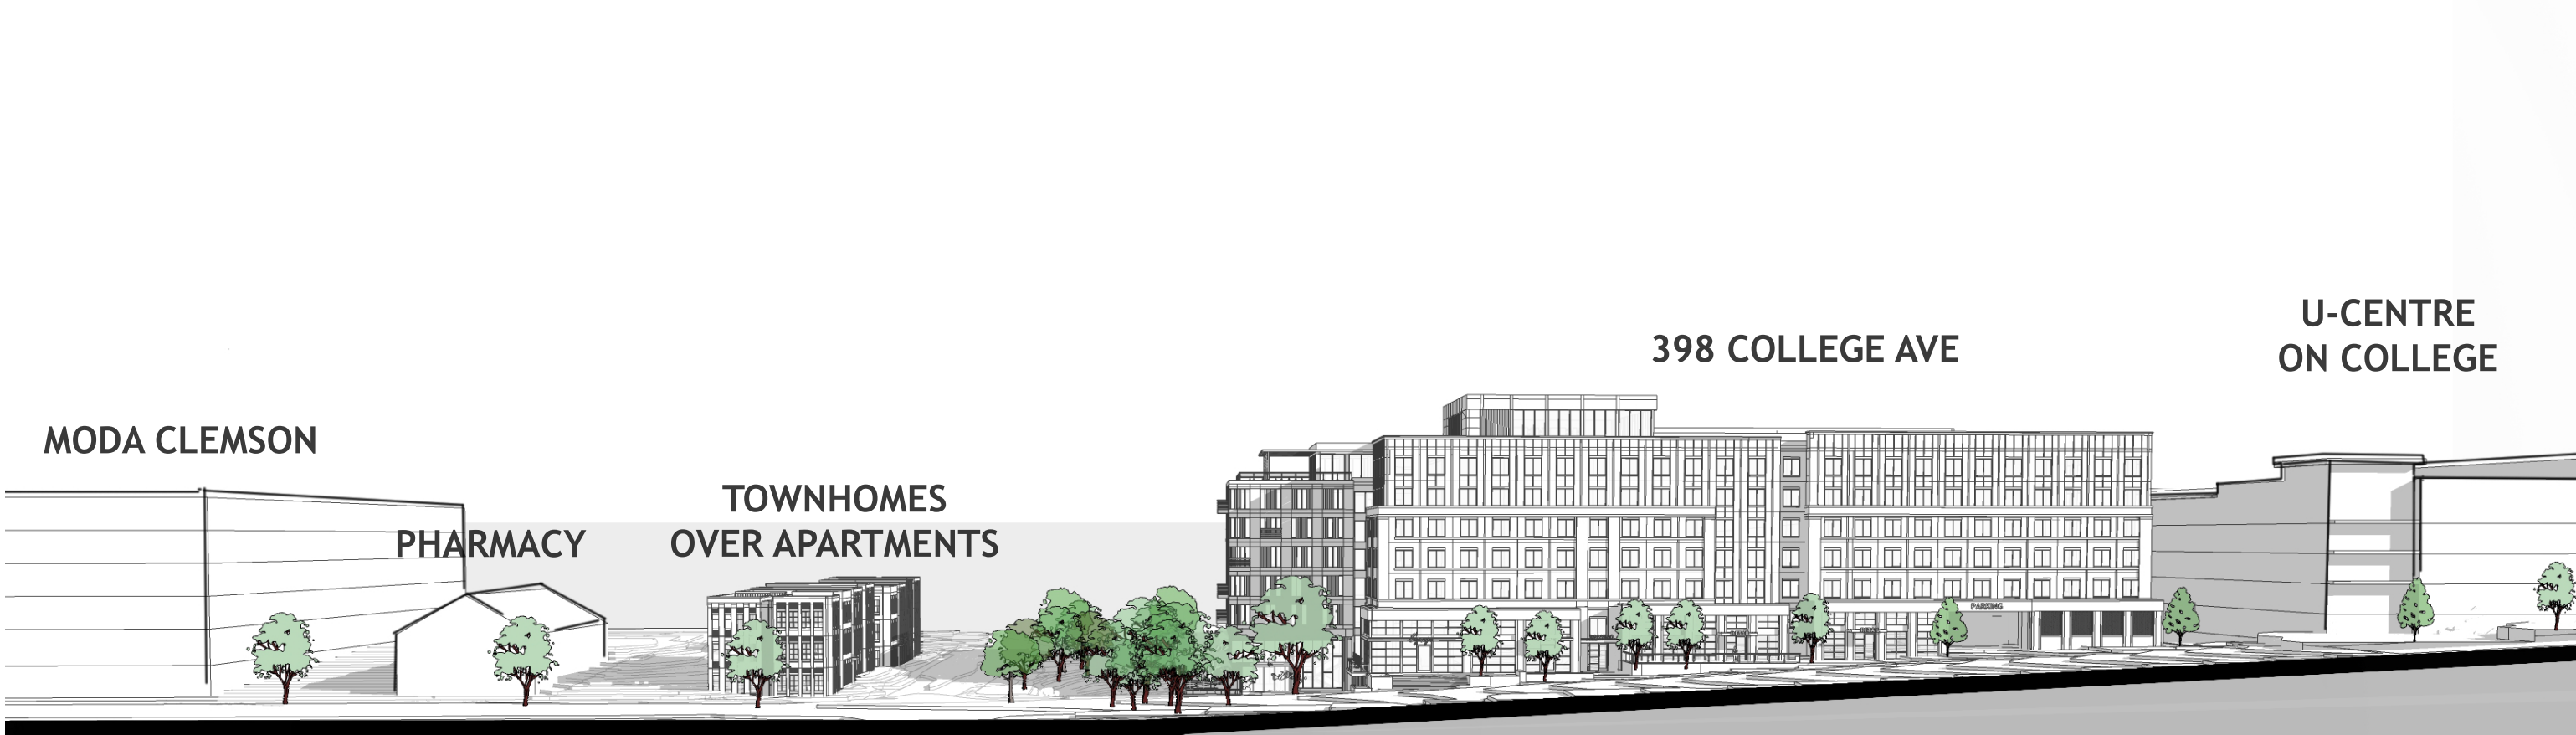 MODA CLEMSON
PHARMACY
TOWNHOMES
OVER APARTMENTS
398 COLLEGE AVE
U-CENTRE
ON COLLEGE
PARKING